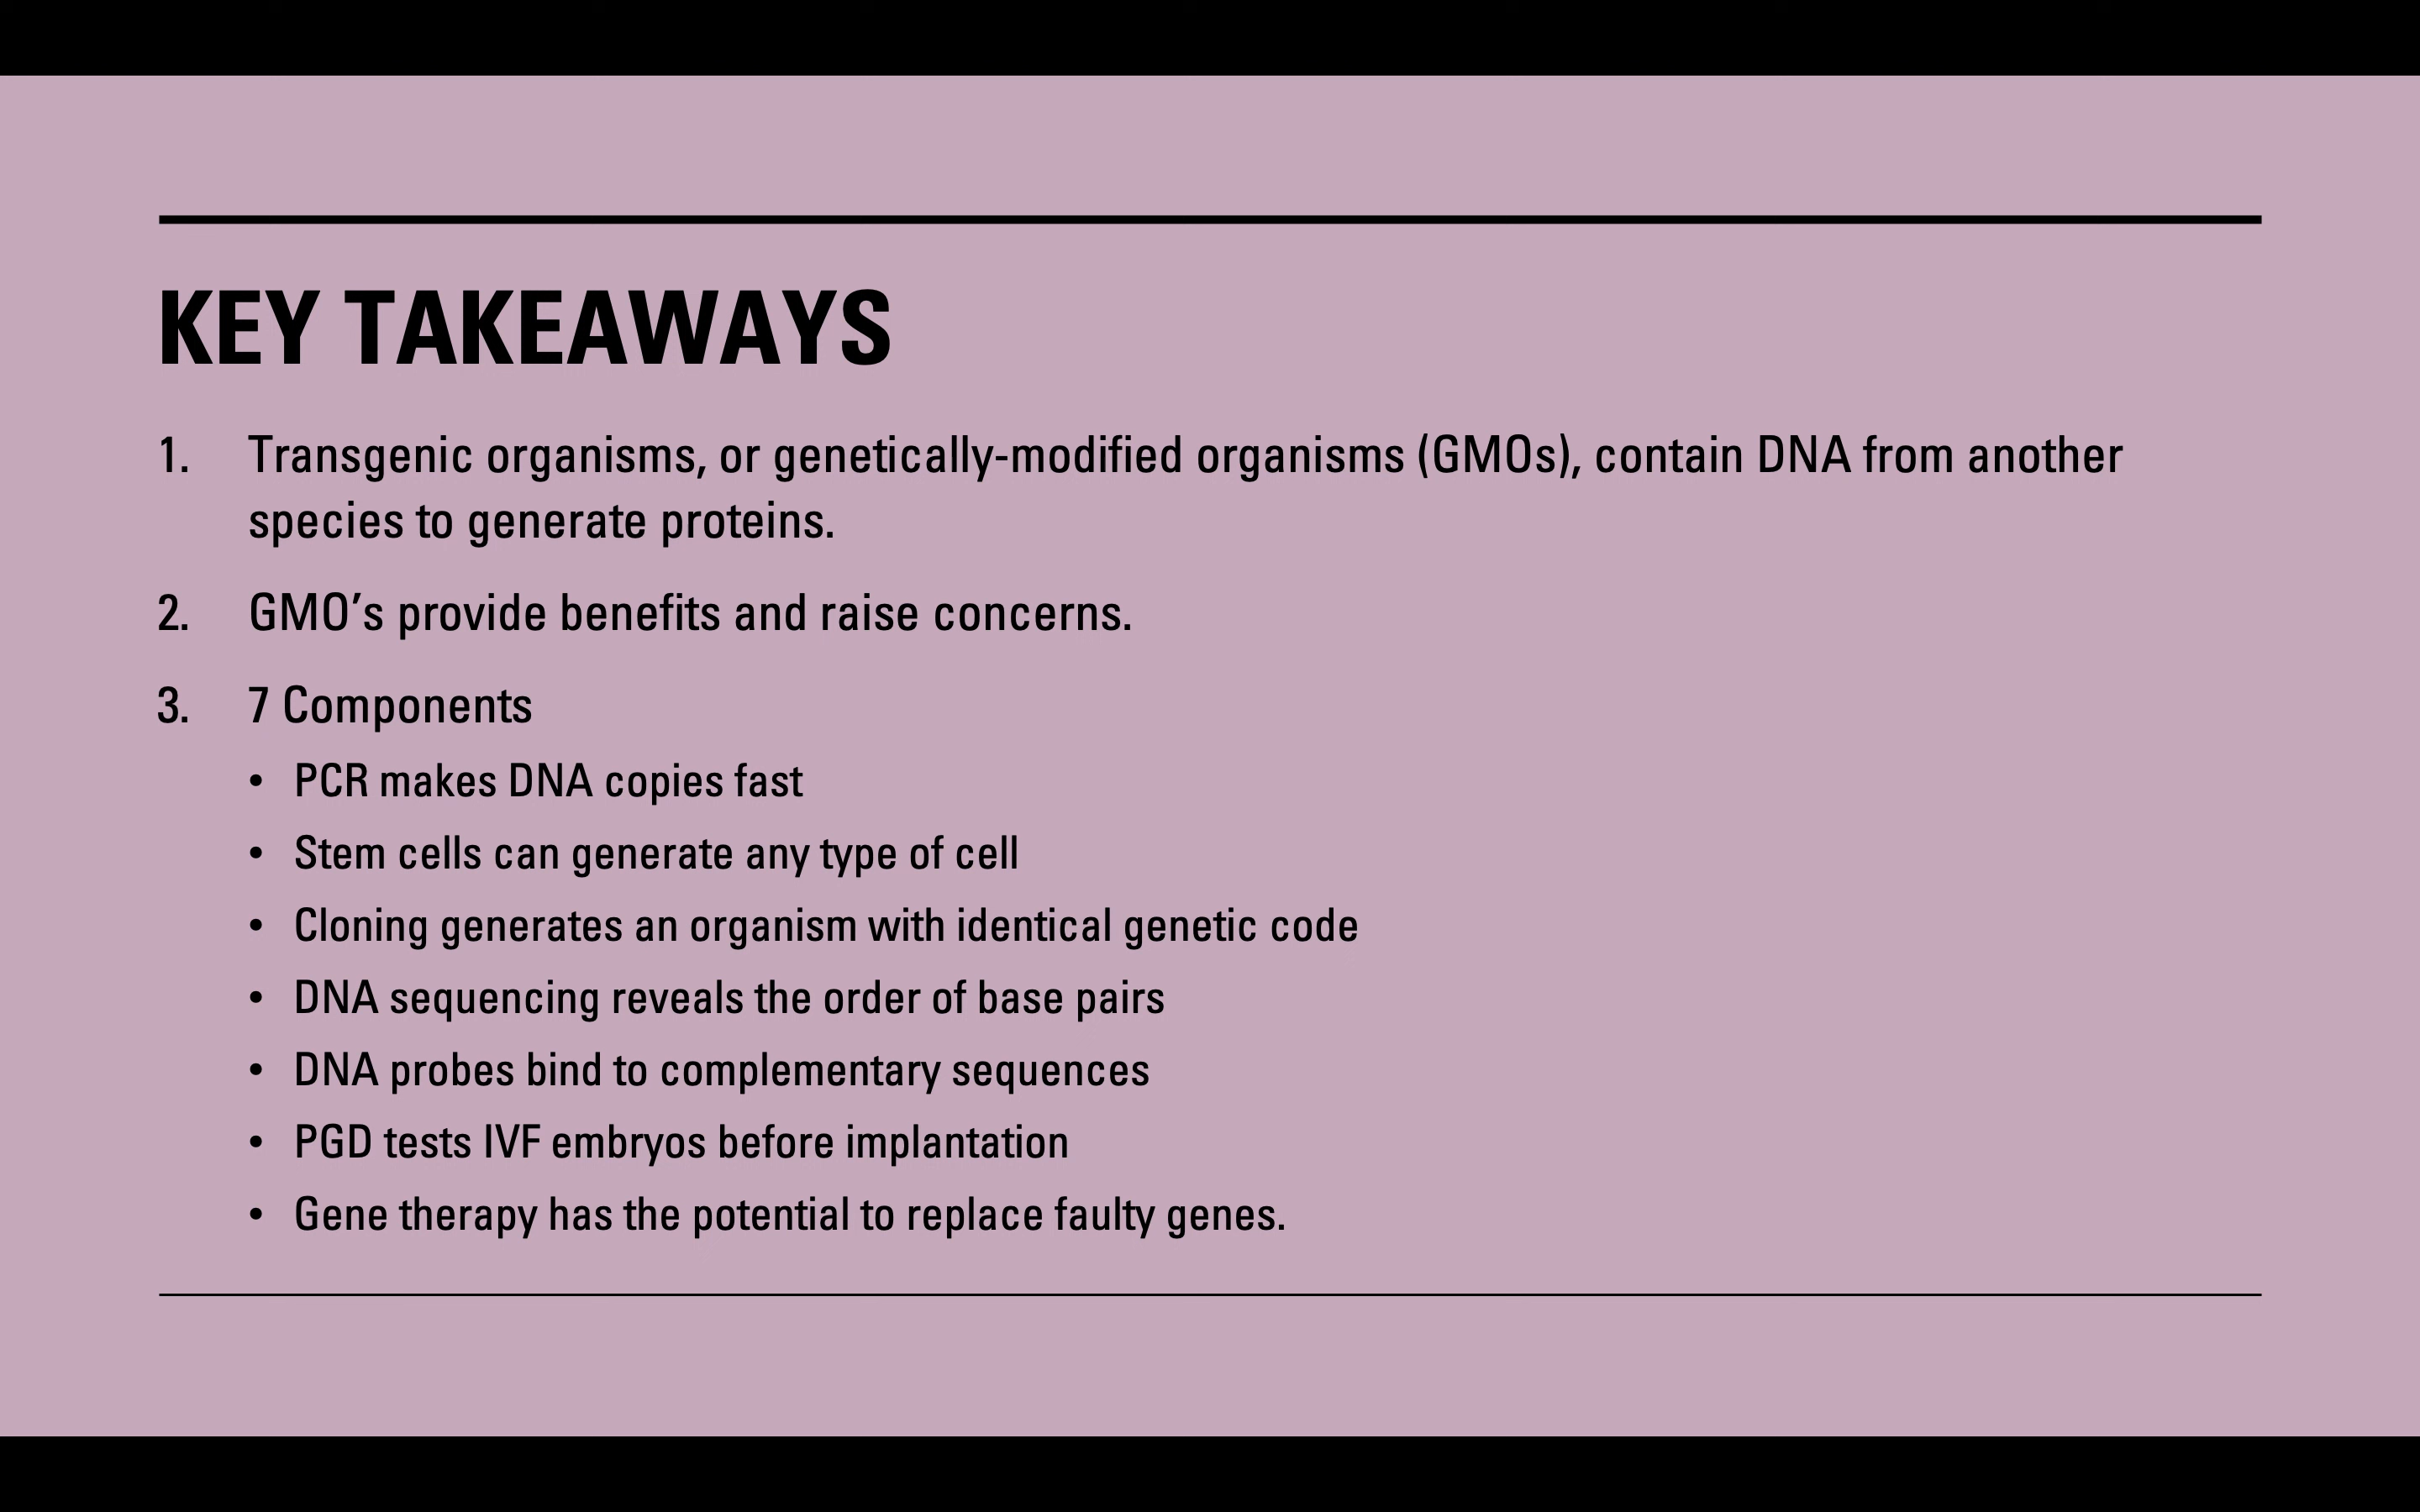 KEY TAKEAWAYS
1. Transgenic organisms, or genetically-modified organisms (GMOs), contain DNA from another
species to generate proteins.
2. GMO’s provide benefits and raise concerns.
3. 7 Components
• PCR makes DNA copies fast
• Stem cells can generate any type of cell
• Cloning generates an organism with identical genetic code
• DNA sequencing reveals the order of base pairs
• DNA probes bind to complementary sequences
• PGD tests IVF embryos before implantation
• Gene therapy has the potential to replace faulty genes.